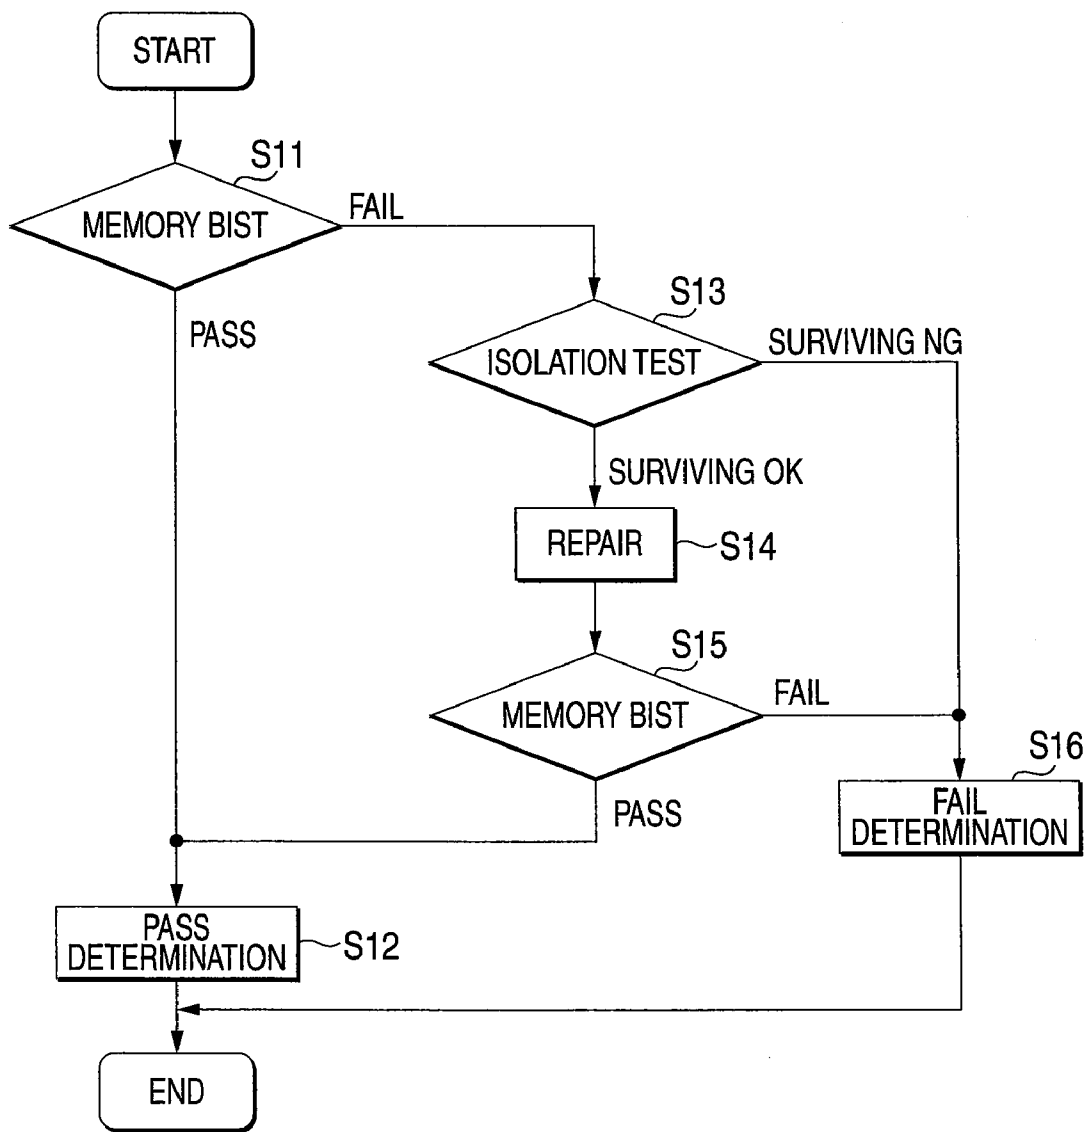 START
S11
MEMORY BIST
FAIL
PASS
S13
ISOLATION TEST
SURVIVING NG
SURVIVING OK
REPAIR
S14
S15
MEMORY BIST
FAIL
PASS
S16
FAIL
DETERMINATION
PASS
DETERMINATION
S12
END